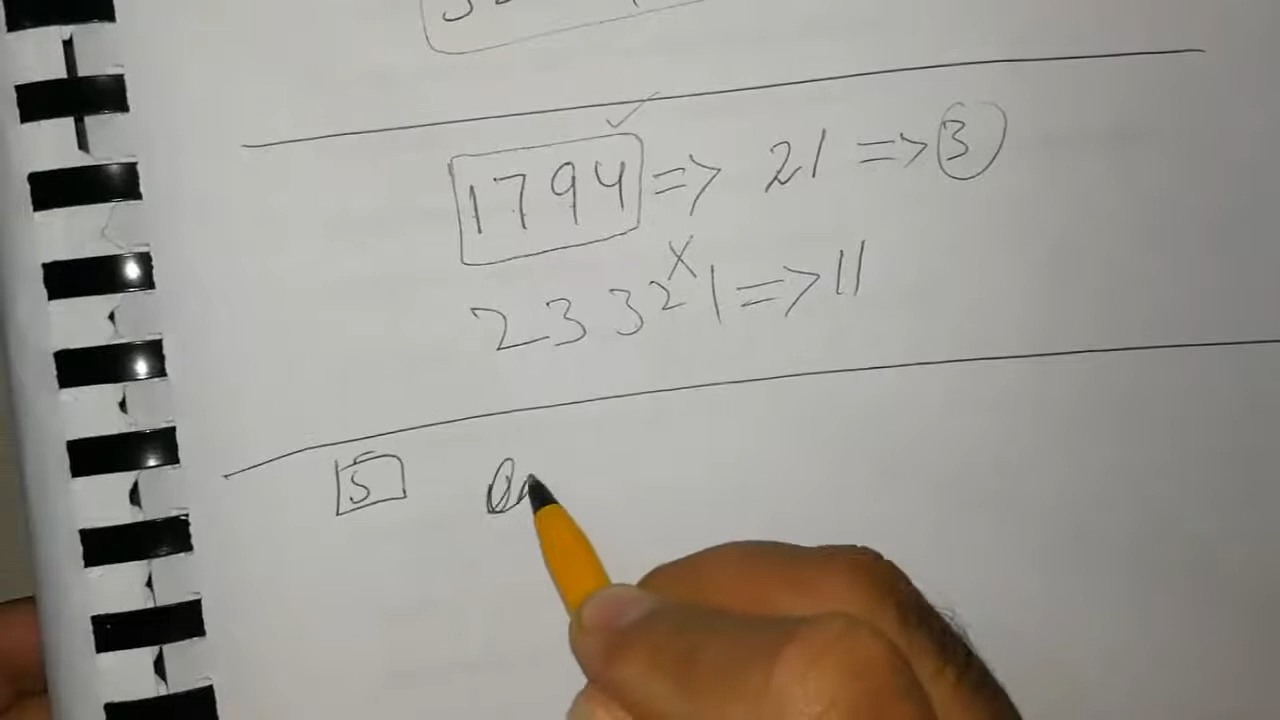 1794 => 21 => 3
23321 => 11
5